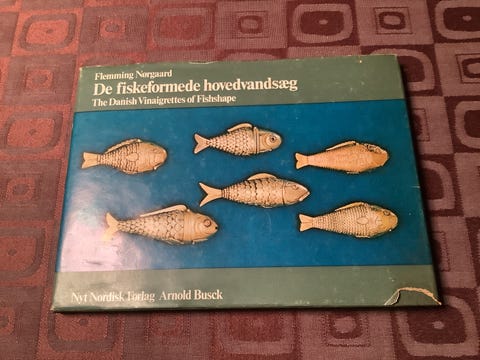 Flemming Nørgaard
De fiskeformede hovedvandsæg
The Danish Vinaigrettes of Fishshape
Nyt Nordisk Forlag Arnold Busck